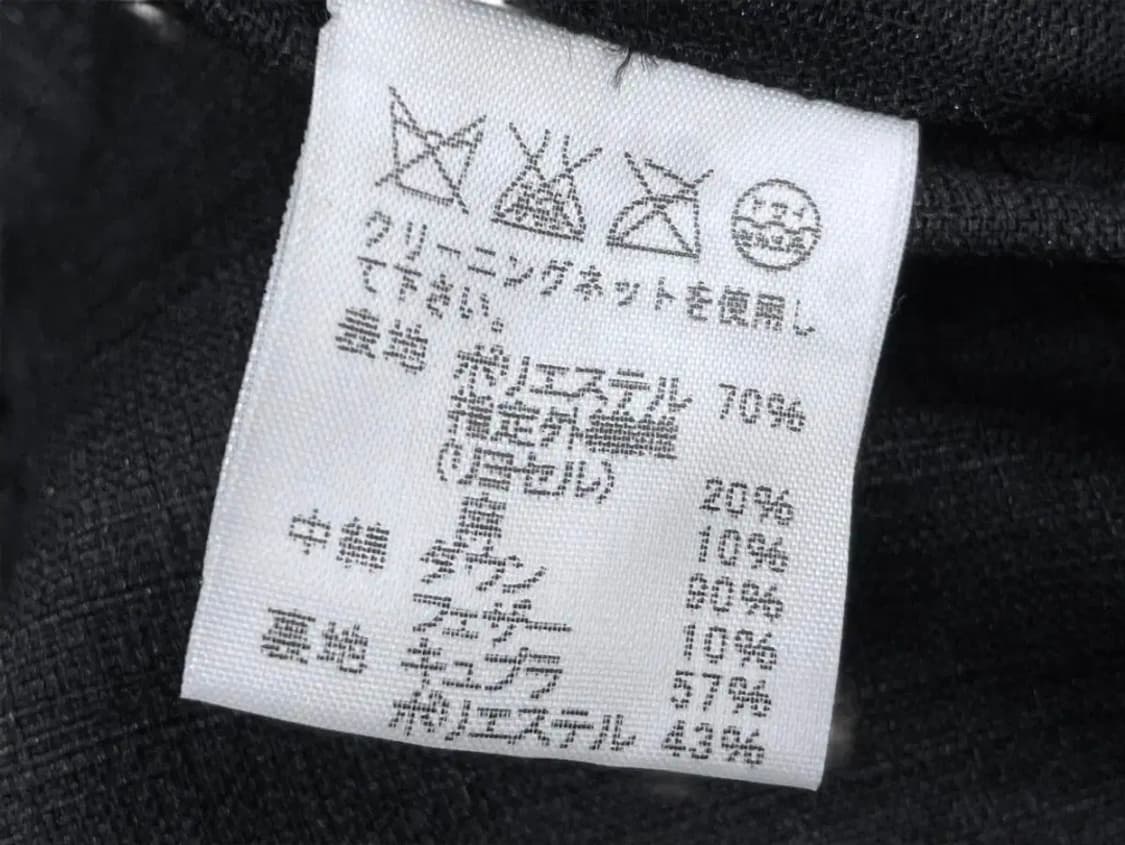 クリーニングネットを使用し
て下さい。
表地 ポリエステル 70%
指定外繊維
(リヨセル) 20%
10%
中綿 ダウン 90%
フェザー 10%
裏地 キュプラ 57%
ポリエステル 43%